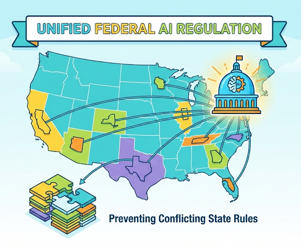 UNIFIED FEDERAL AI REGULATION
Preventing Conflicting State Rules